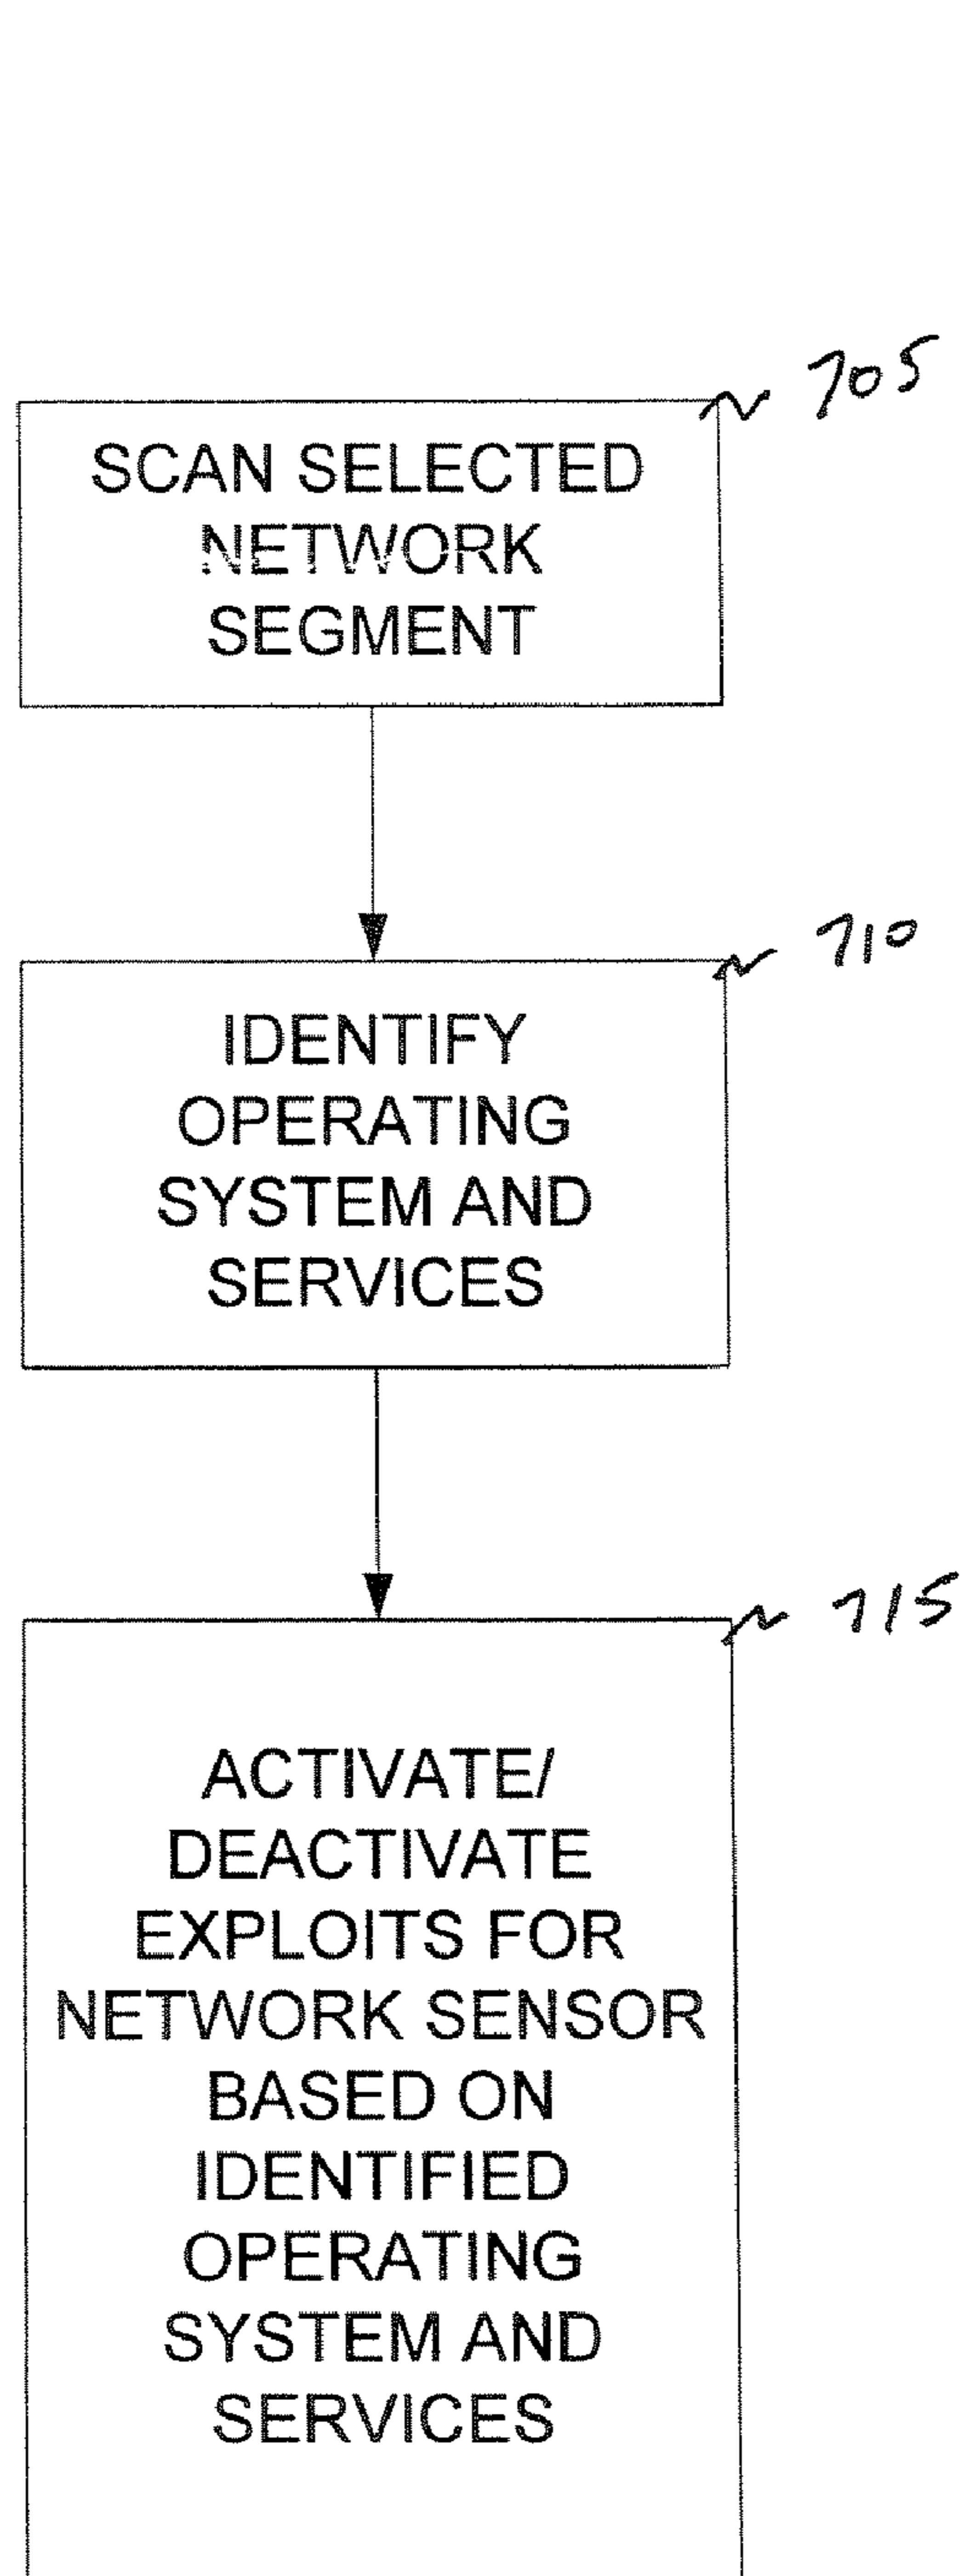 705
SCAN SELECTED
NETWORK
SEGMENT
710
IDENTIFY
OPERATING
SYSTEM AND
SERVICES
715
ACTIVATE/
DEACTIVATE
EXPLOITS FOR
NETWORK SENSOR
BASED ON
IDENTIFIED
OPERATING
SYSTEM AND
SERVICES